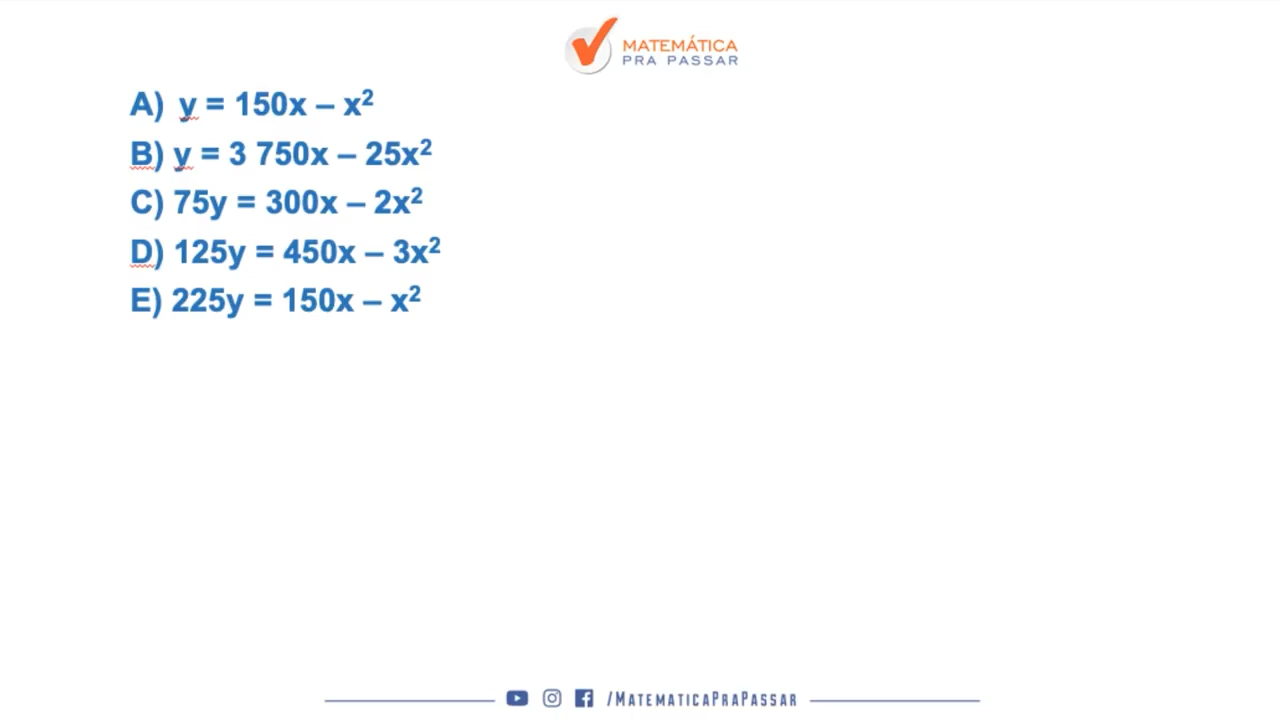 MATEMÁTICA
PRA PASSAR
A) y = 150x – x²
B) y = 3 750x – 25x²
C) 75y = 300x – 2x²
D) 125y = 450x – 3x²
E) 225y = 150x – x²
/MATEMATICAPRAPASSAR